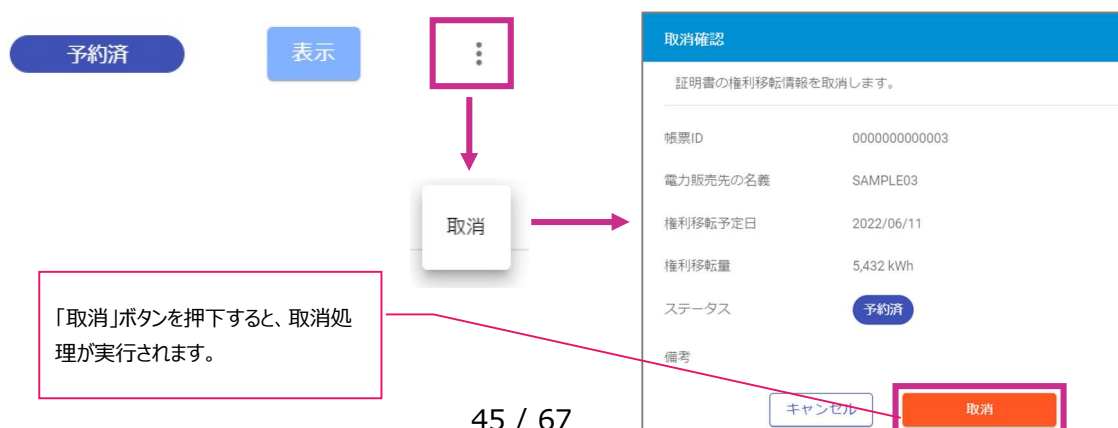 予約済
表示
取消
「取消」ボタンを押下すると、取消処
理が実行されます。
取消確認
証明書の権利移転情報を取消します。
帳票ID 0000000000003
電力販売先の名義 SAMPLE03
権利移転予定日 2022/06/11
権利移転量 5,432 kWh
ステータス 予約済
備考
キャンセル 取消
45 / 67